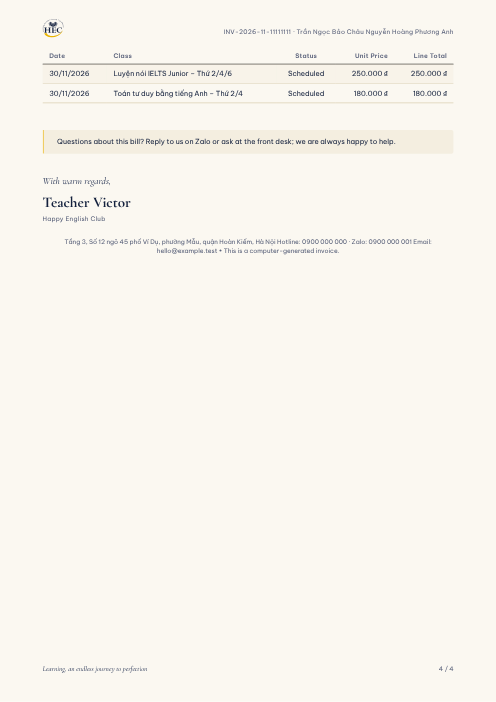 HEC
INV-2026-11-11111111 · Trần Ngọc Bảo Châu Nguyễn Hoàng Phương Anh
Date Class Status Unit Price Line Total
30/11/2026 Luyện nói IELTS Junior – Thứ 2/4/6 Scheduled 250.000 ₫ 250.000 ₫
30/11/2026 Toán tư duy bằng tiếng Anh – Thứ 2/4 Scheduled 180.000 ₫ 180.000 ₫
Questions about this bill? Reply to us on Zalo or ask at the front desk; we are always happy to help.
With warm regards,
Teacher Victor
Happy English Club
Tầng 3, Số 12 ngõ 45 phố Ví Dụ, phường Mẫu, quận Hoàn Kiếm, Hà Nội Hotline: 0900 000 000 · Zalo: 0900 000 001 Email:
hello@example.test • This is a computer-generated invoice.
Learning, an endless journey to perfection
4 / 4